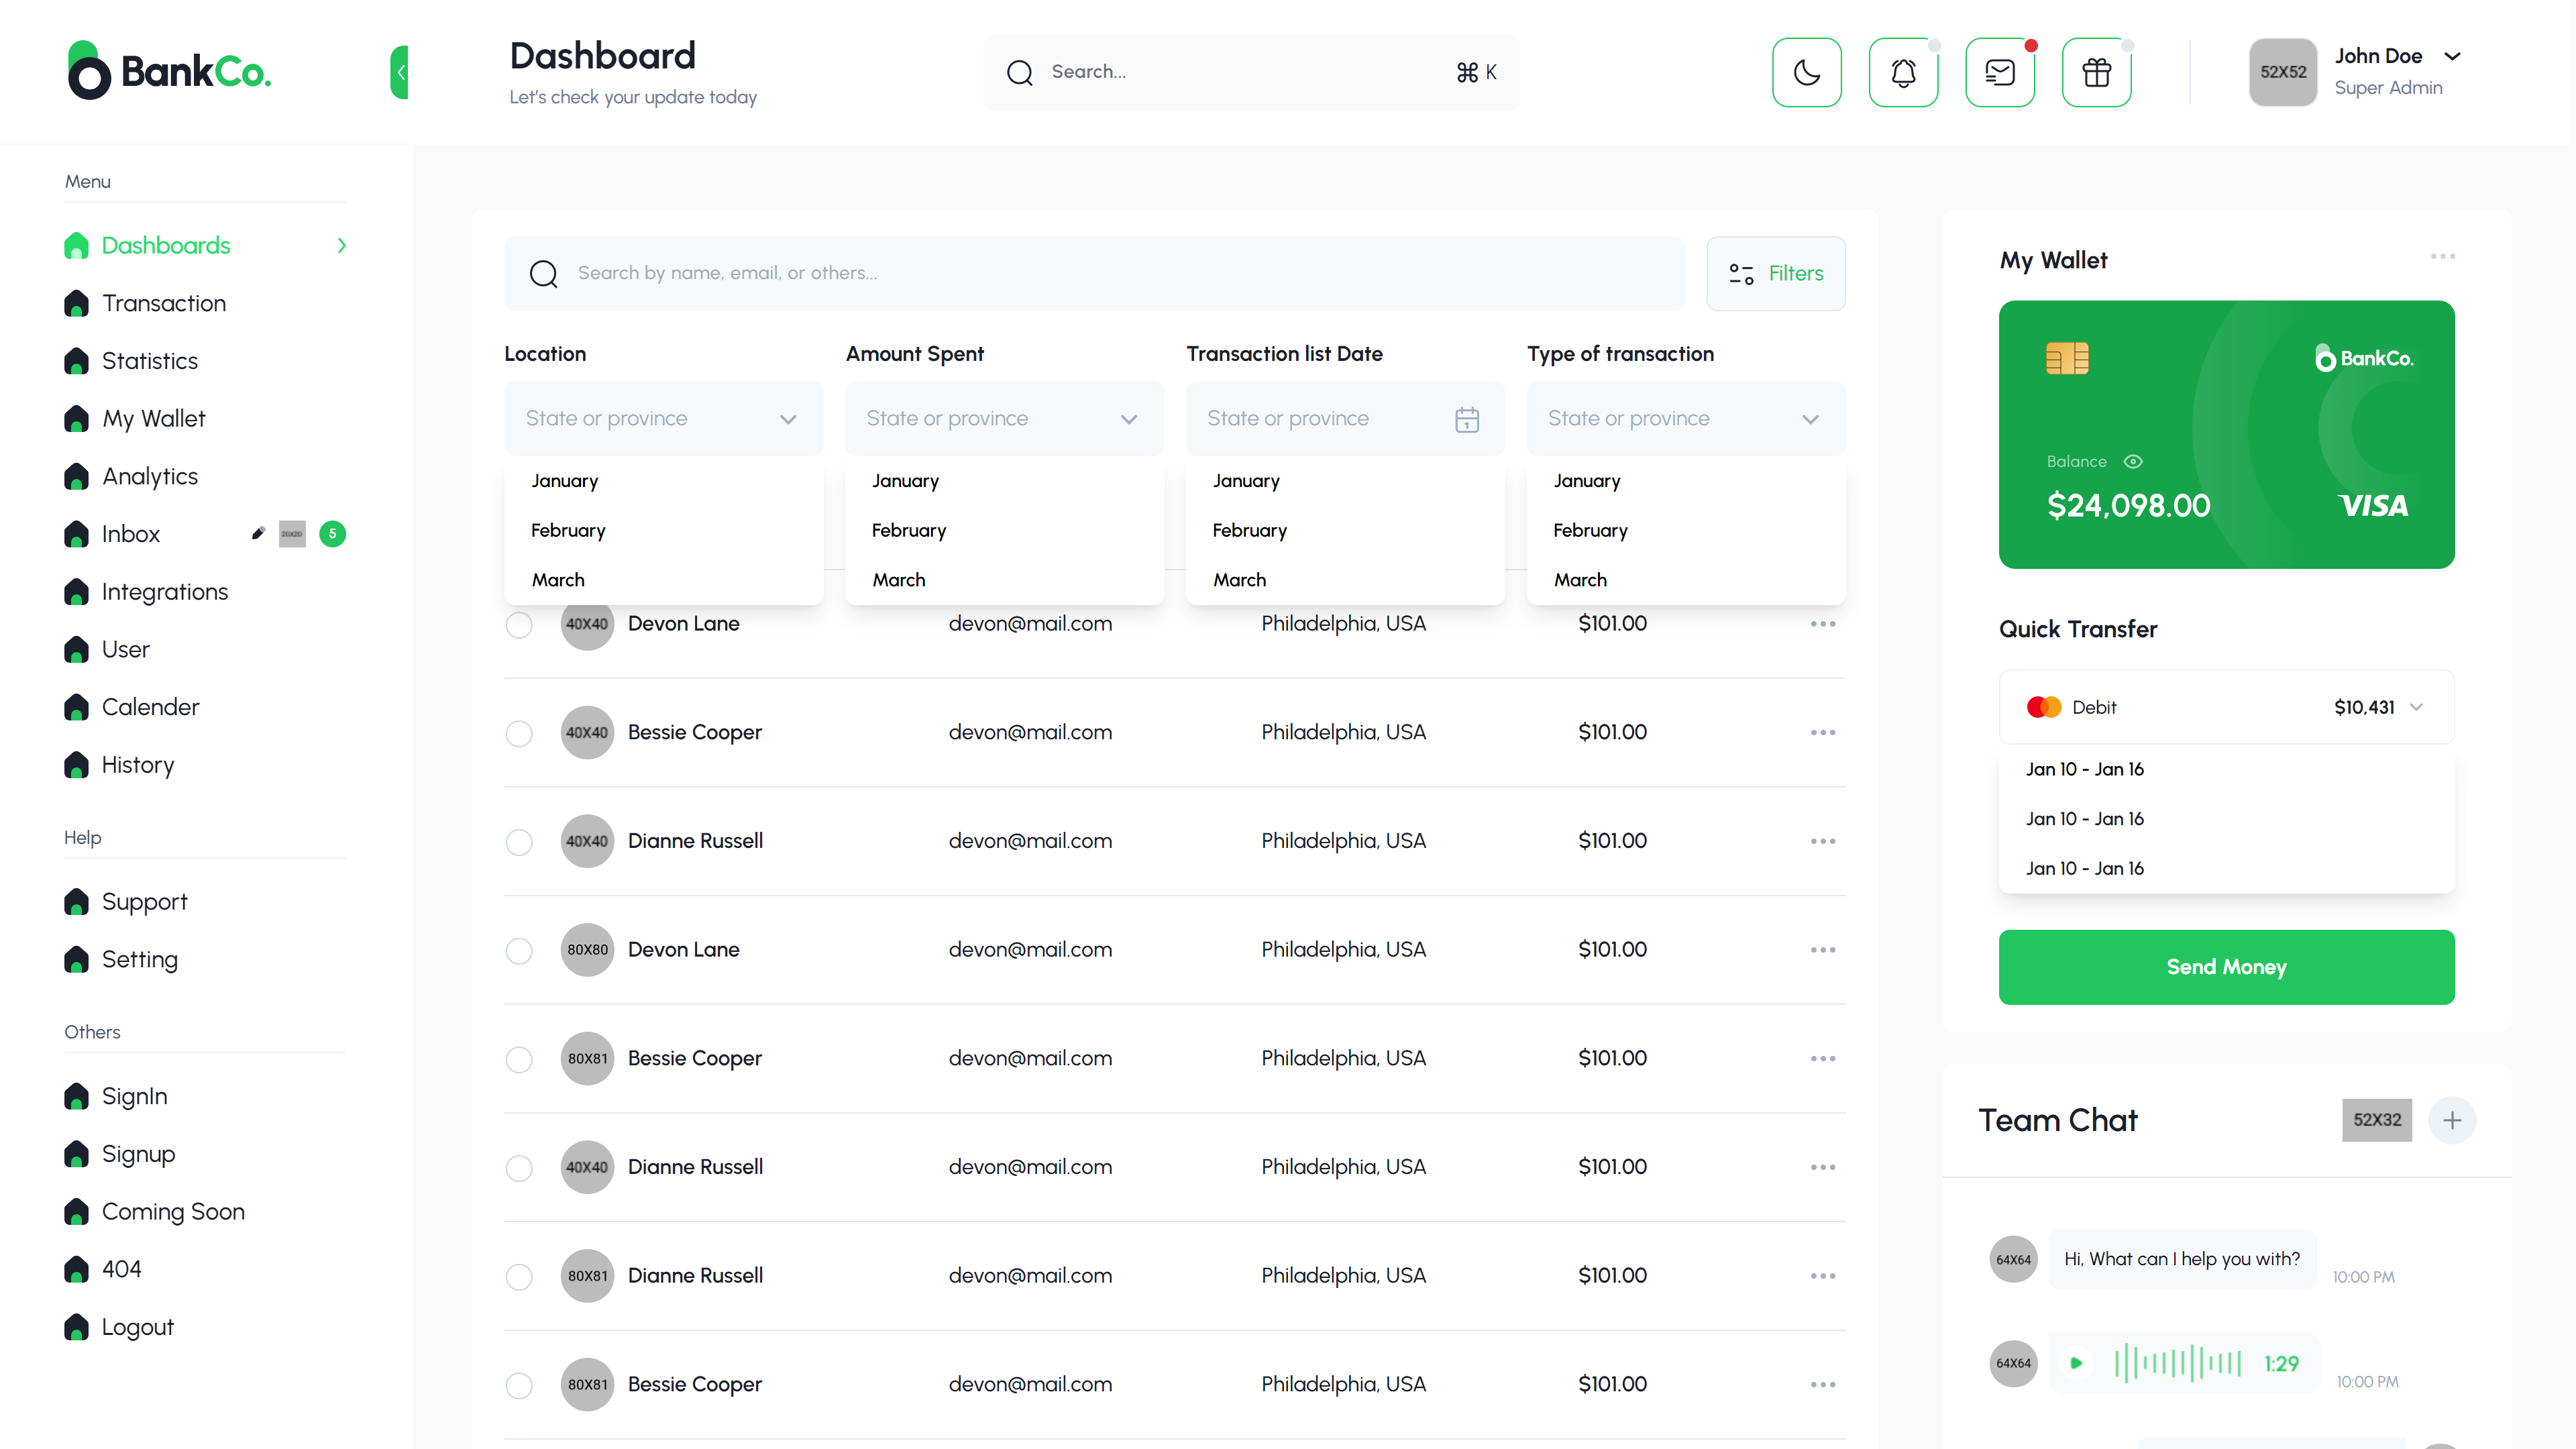 BankCo.
Dashboard
Let's check your update today
Search...
⌘ K
52X52
John Doe
Super Admin
Menu
Dashboards
Transaction
Statistics
My Wallet
Analytics
Inbox
20X20
5
Integrations
User
Calender
History
Help
Support
Setting
Others
SignIn
Signup
Coming Soon
404
Logout
Search by name, email, or others...
Filters
Location
Amount Spent
Transaction list Date
Type of transaction
State or province
State or province
State or province
1
State or province
January
January
January
January
February
February
February
February
March
March
March
March
40X40 Devon Lane devon@mail.com Philadelphia, USA $101.00
40X40 Bessie Cooper devon@mail.com Philadelphia, USA $101.00
40X40 Dianne Russell devon@mail.com Philadelphia, USA $101.00
80X80 Devon Lane devon@mail.com Philadelphia, USA $101.00
80X81 Bessie Cooper devon@mail.com Philadelphia, USA $101.00
40X40 Dianne Russell devon@mail.com Philadelphia, USA $101.00
80X81 Dianne Russell devon@mail.com Philadelphia, USA $101.00
80X81 Bessie Cooper devon@mail.com Philadelphia, USA $101.00
My Wallet
BankCo.
Balance
$24,098.00
VISA
Quick Transfer
Debit
$10,431
Jan 10 - Jan 16
Jan 10 - Jan 16
Jan 10 - Jan 16
Send Money
Team Chat
52X32
64X64
Hi, What can I help you with?
10:00 PM
64X64
1:29
10:00 PM